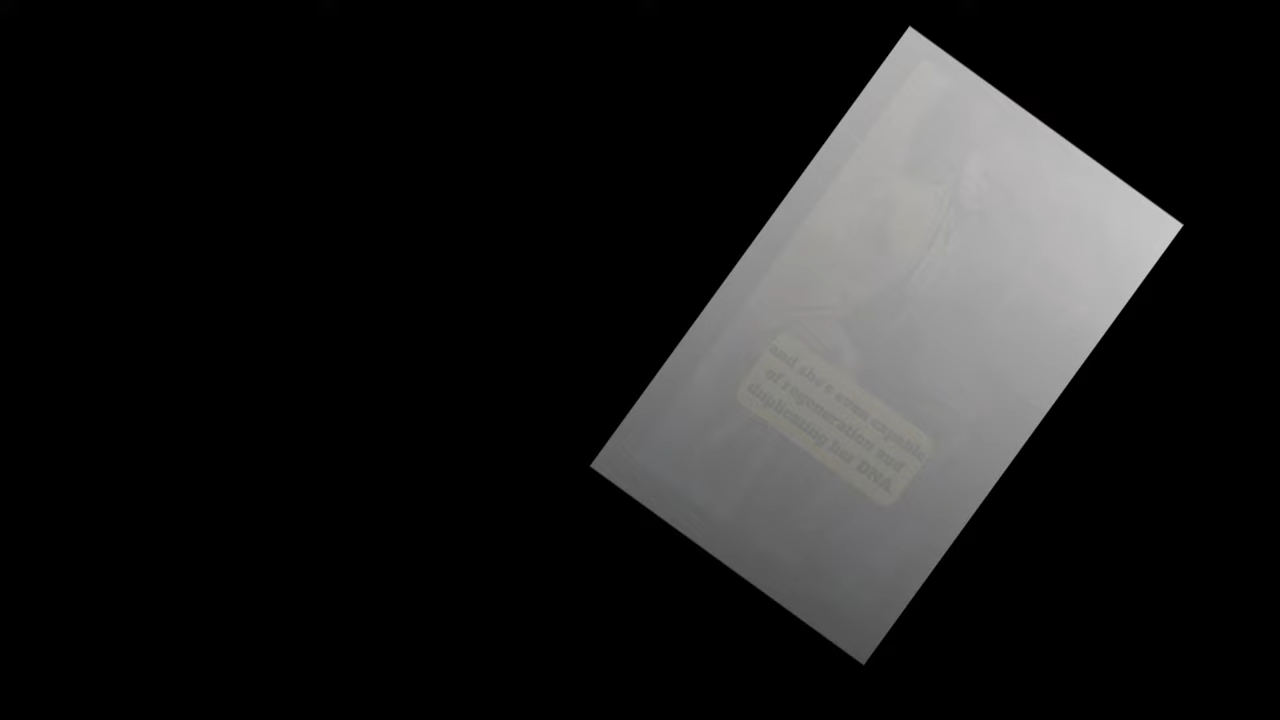 and she's even capable
of regeneration and
duplicating her DNA.